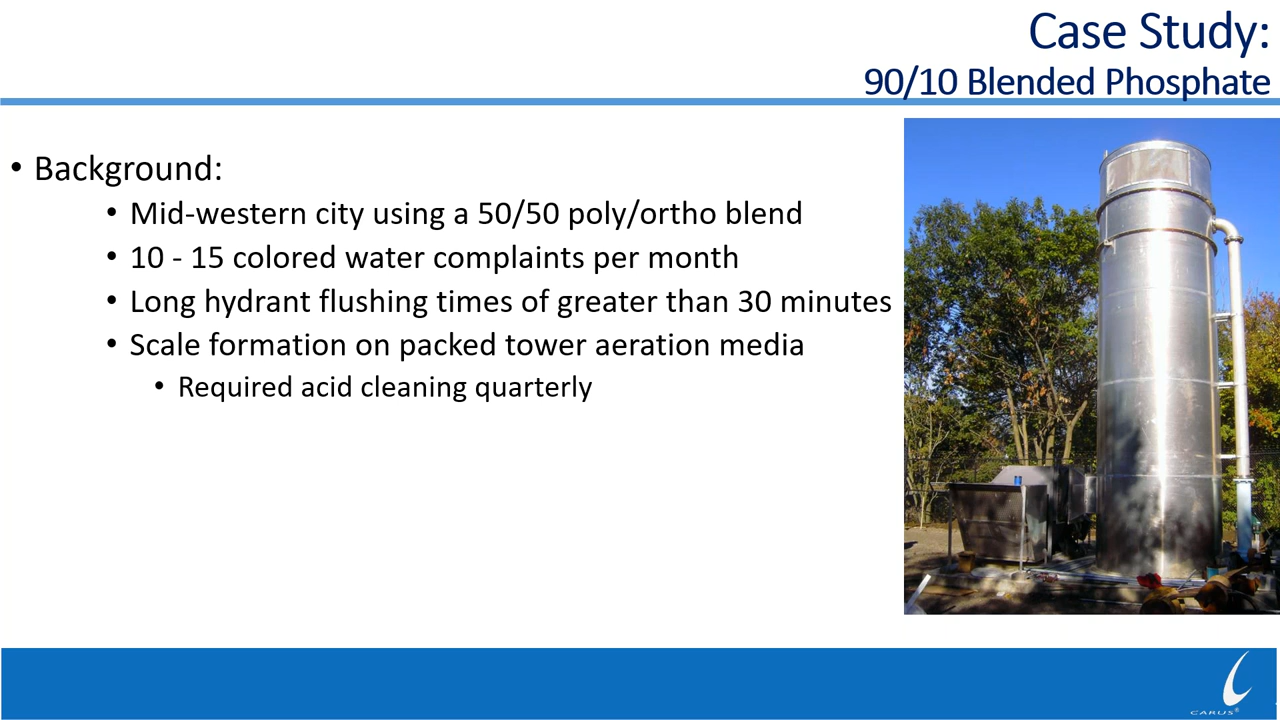 Case Study:
90/10 Blended Phosphate
• Background:
• Mid-western city using a 50/50 poly/ortho blend
• 10 - 15 colored water complaints per month
• Long hydrant flushing times of greater than 30 minutes
• Scale formation on packed tower aeration media
• Required acid cleaning quarterly
CARUS®